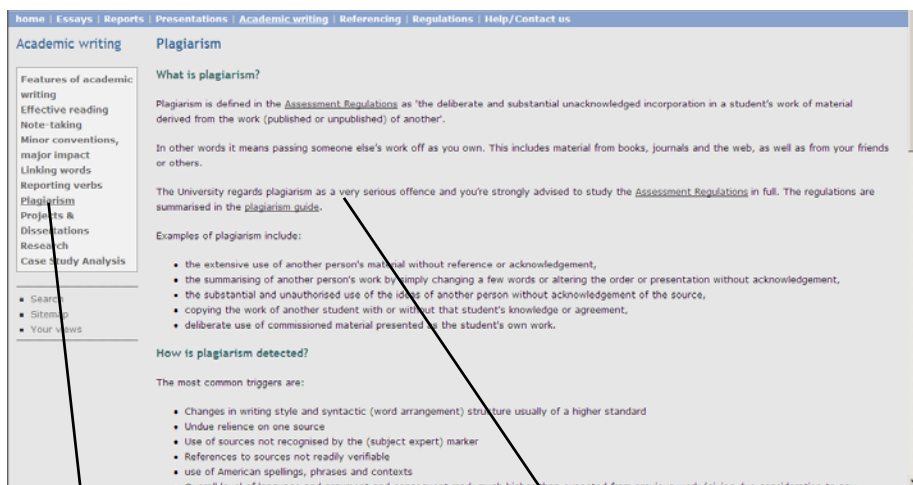 home | Essays | Reports | Presentations | Academic writing | Referencing | Regulations | Help/Contact us
Academic writing
Features of academic
writing
Effective reading
Note-taking
Minor conventions,
major impact
Linking words
Reporting verbs
Plagiarism
Projects &
Dissertations
Research
Case Study Analysis
Search
Sitemap
Your views
Plagiarism
What is plagiarism?
Plagiarism is defined in the Assessment Regulations as 'the deliberate and substantial unacknowledged incorporation in a student's work of material
derived from the work (published or unpublished) of another'.
In other words it means passing someone else's work off as you own. This includes material from books, journals and the web, as well as from your friends
or others.
The University regards plagiarism as a very serious offence and you're strongly advised to study the Assessment Regulations in full. The regulations are
summarised in the plagiarism guide.
Examples of plagiarism include:
the extensive use of another person's material without reference or acknowledgement,
the summarising of another person's work by simply changing a few words or altering the order or presentation without acknowledgement,
the substantial and unauthorised use of the ideas of another person without acknowledgement of the source,
copying the work of another student with or without that student's knowledge or agreement,
deliberate use of commissioned material presented as the student's own work.
How is plagiarism detected?
The most common triggers are:
Changes in writing style and syntactic (word arrangement) structure usually of a higher standard
Undue relience on one source
Use of sources not recognised by the (subject expert) marker
References to sources not readily verifiable
use of American spellings, phrases and contexts